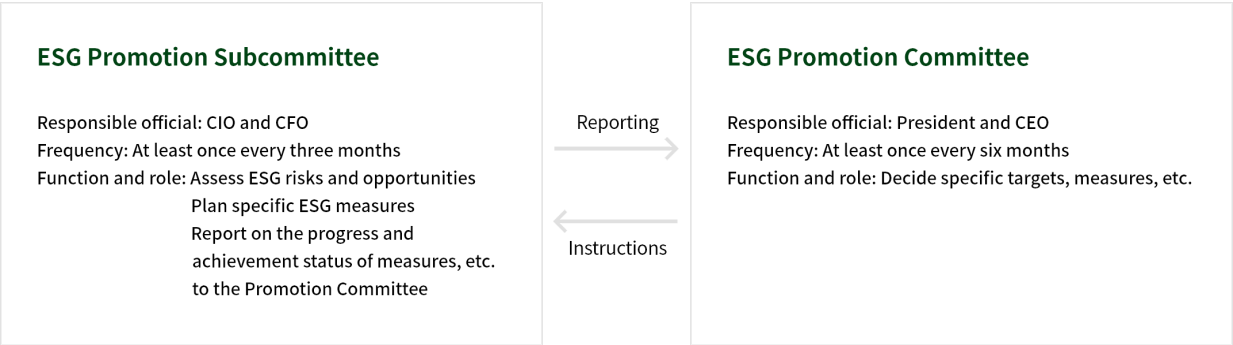 ESG Promotion Subcommittee
Responsible official: CIO and CFO
Frequency: At least once every three months
Function and role: Assess ESG risks and opportunities
Plan specific ESG measures
Report on the progress and
achievement status of measures, etc.
to the Promotion Committee
Reporting
Instructions
ESG Promotion Committee
Responsible official: President and CEO
Frequency: At least once every six months
Function and role: Decide specific targets, measures, etc.